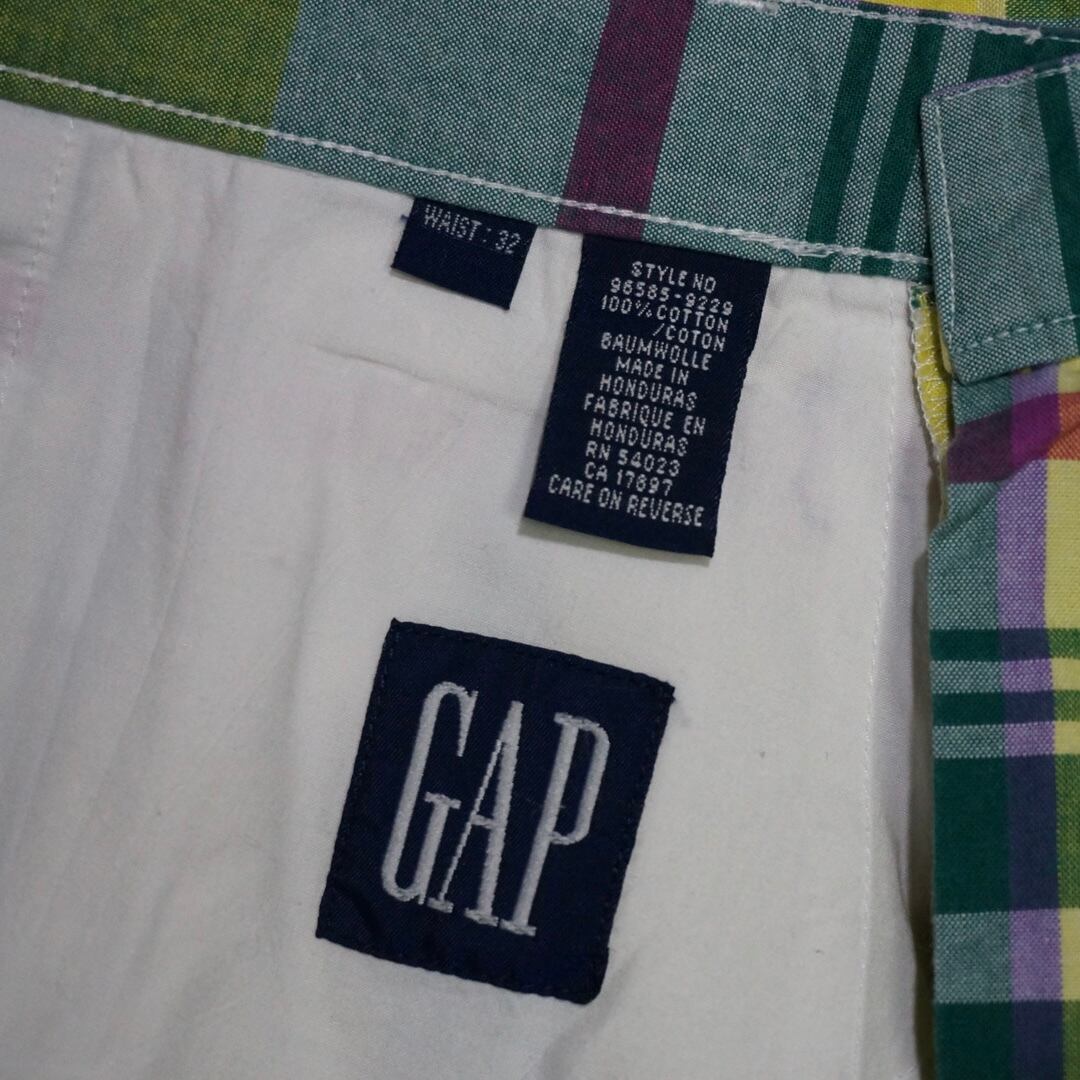 WAIST : 32
STYLE NO
96585-9229
100% COTTON
/COTON
BAUMWOLLE
MADE IN
HONDURAS
FABRIQUE EN
HONDURAS
RN 54023
CA 17897
CARE ON REVERSE
GAP